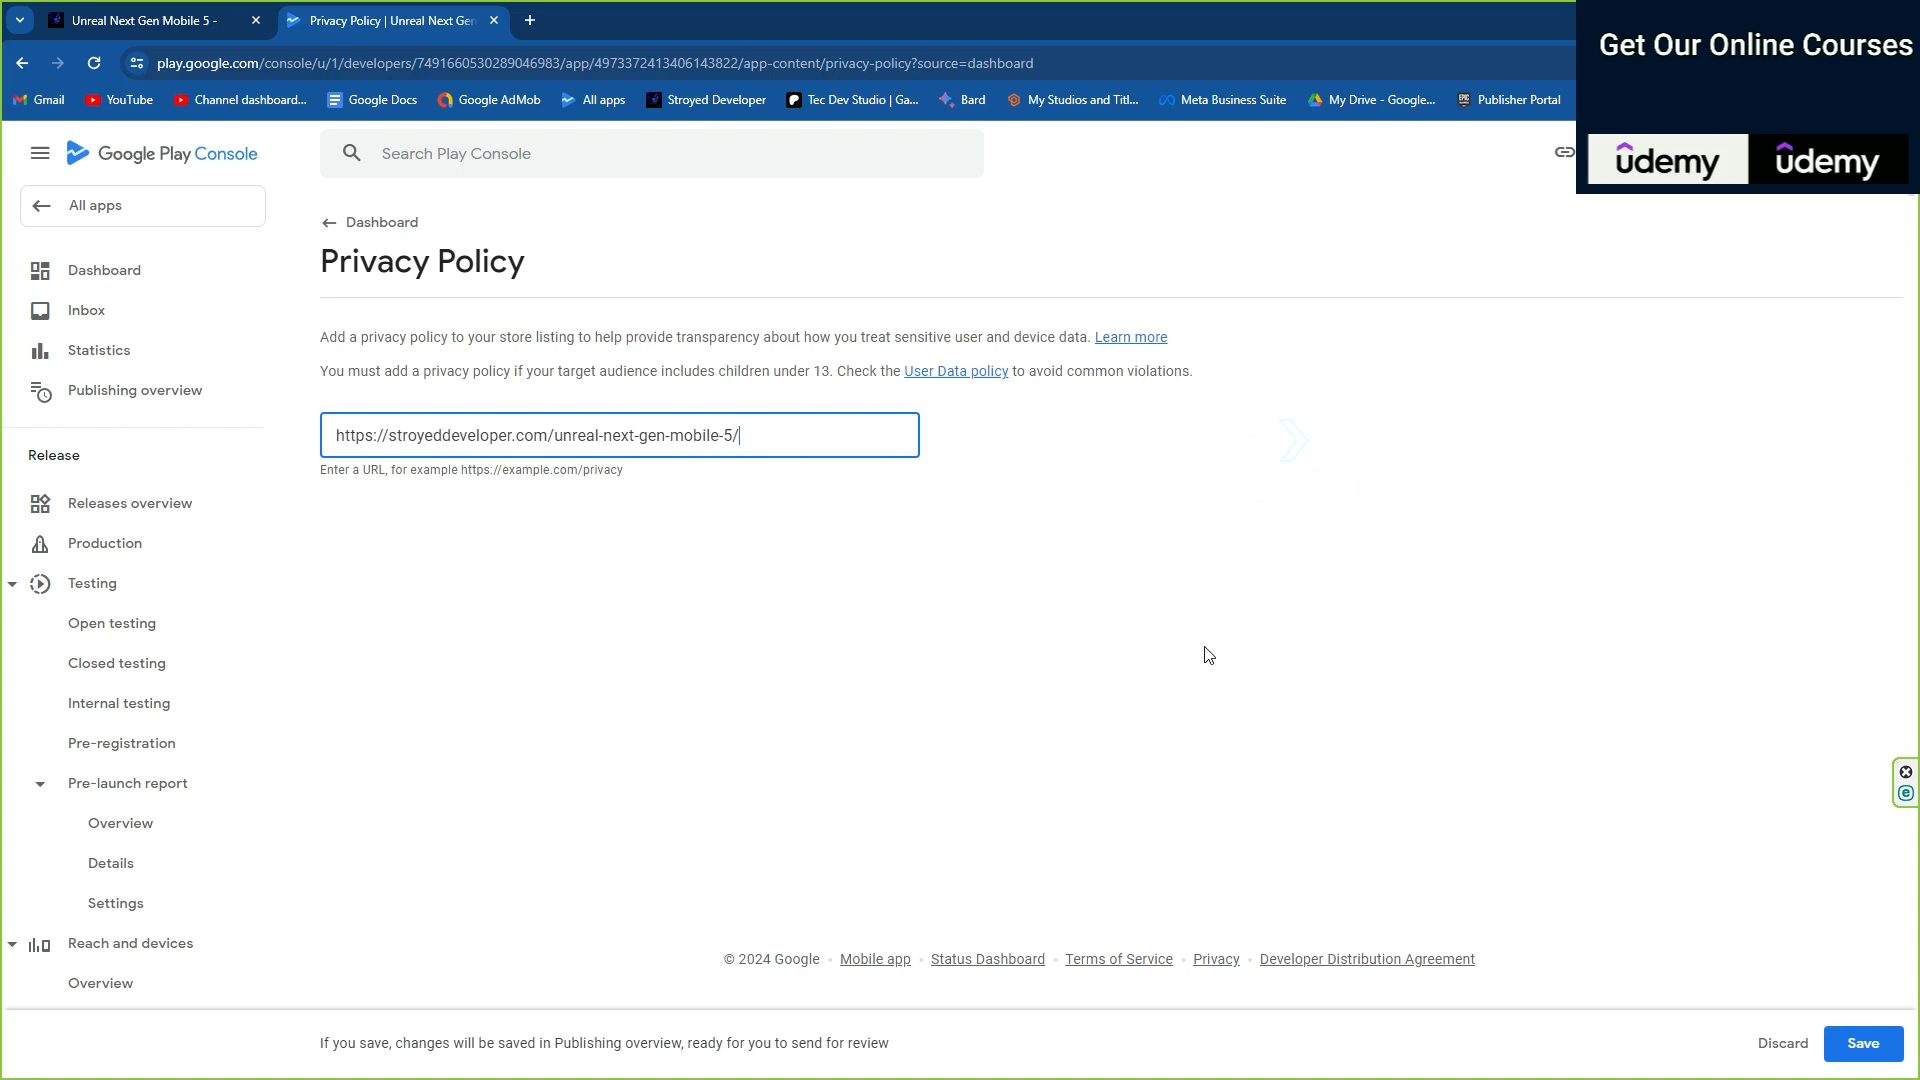 Unreal Next Gen Mobile 5 -
Privacy Policy | Unreal Next Gen
play.google.com/console/u/1/developers/7491660530289046983/app/4973372413406143822/app-content/privacy-policy?source=dashboard
Gmail
YouTube
Channel dashboard...
Google Docs
Google AdMob
All apps
Stroyed Developer
Tec Dev Studio | Ga...
Bard
My Studios and Titl...
Meta Business Suite
My Drive - Google...
Publisher Portal
Get Our Online Courses
ûdemy
ûdemy
Google Play Console
Search Play Console
All apps
Dashboard
Inbox
Statistics
Publishing overview
Release
Releases overview
Production
Testing
Open testing
Closed testing
Internal testing
Pre-registration
Pre-launch report
Overview
Details
Settings
Reach and devices
Overview
Dashboard
Privacy Policy
Add a privacy policy to your store listing to help provide transparency about how you treat sensitive user and device data. Learn more
You must add a privacy policy if your target audience includes children under 13. Check the User Data policy to avoid common violations.
https://stroyeddeveloper.com/unreal-next-gen-mobile-5/
Enter a URL, for example https://example.com/privacy
© 2024 Google · Mobile app · Status Dashboard · Terms of Service · Privacy · Developer Distribution Agreement
If you save, changes will be saved in Publishing overview, ready for you to send for review
Discard
Save